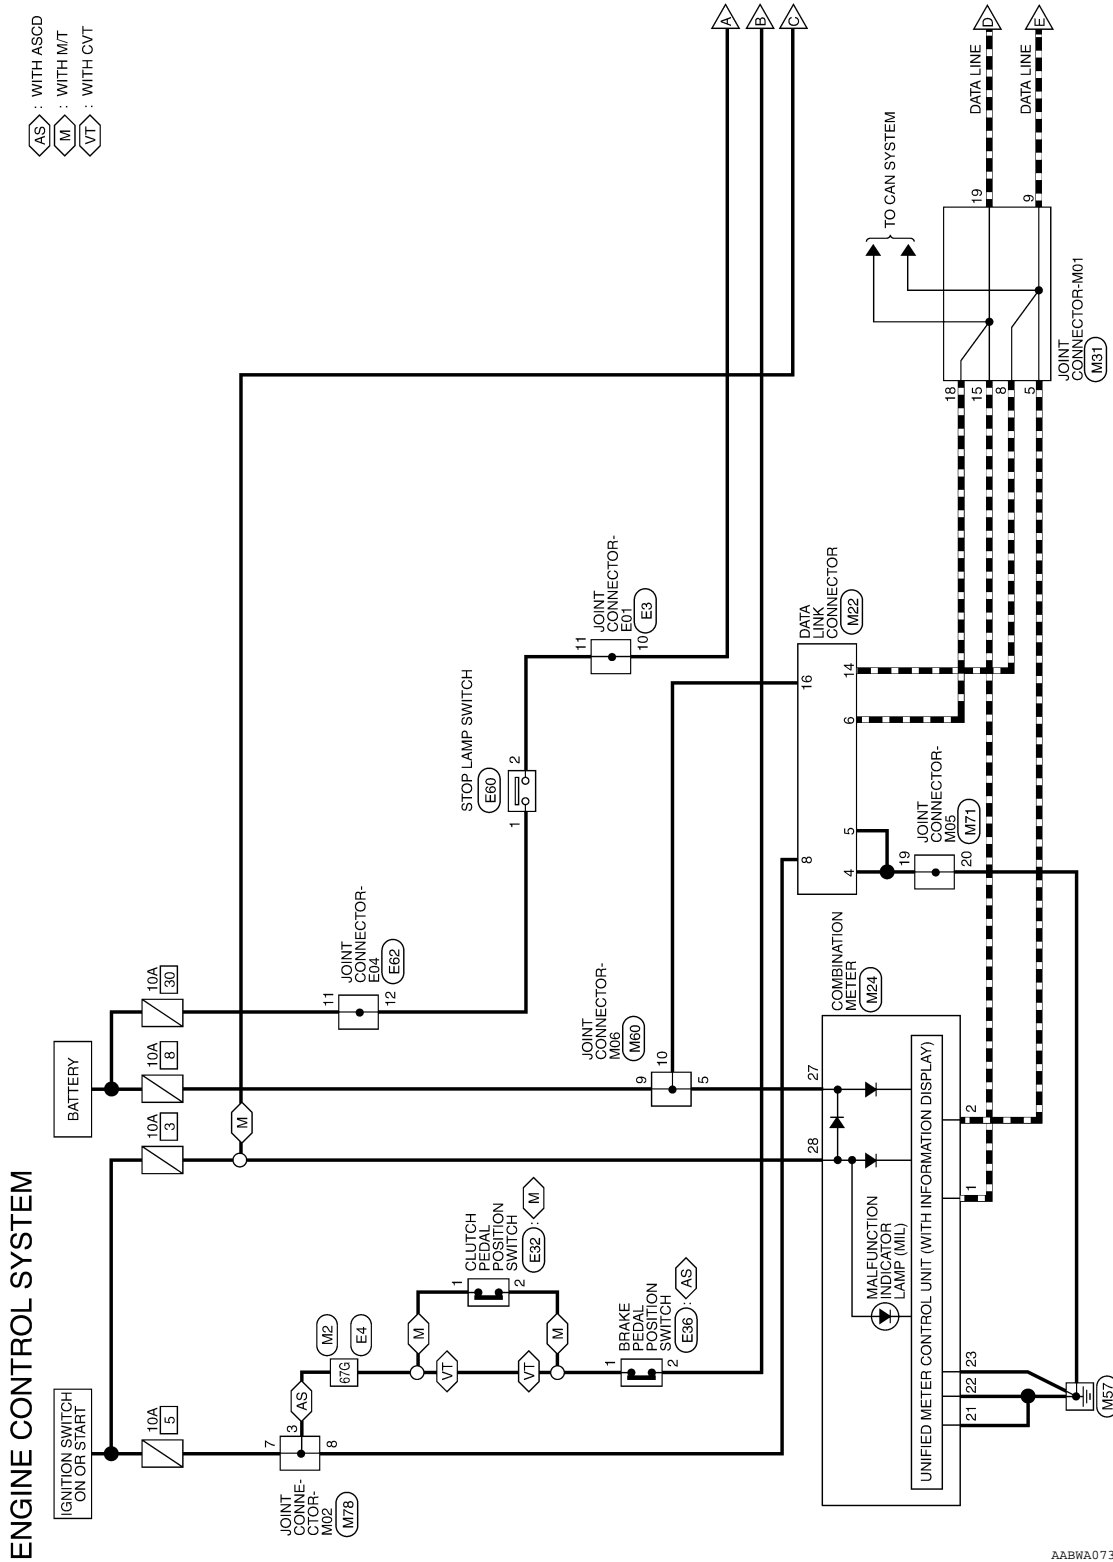 ENGINE CONTROL SYSTEM
AS : WITH ASCD
M : WITH M/T
VT : WITH CVT
IGNITION SWITCH
ON OR START
BATTERY
10A
5
10A
3
10A
8
10A
30
JOINT
CONNE-
CTOR-
M02
M78
7
3
8
AS
M2
E4
67G
M
VT
VT
M
CLUTCH
PEDAL
POSITION
SWITCH
E32 : M
1
2
BRAKE
PEDAL
POSITION
SWITCH
E36 : AS
1
2
M
JOINT
CONNECTOR-
E04
E62
11
12
STOP LAMP SWITCH
E60
1
2
JOINT
CONNECTOR-
E01
E3
11
10
JOINT
CONNECTOR-
M06
M60
9
10
5
COMBINATION
METER
M24
28
27
MALFUNCTION
INDICATOR
LAMP (MIL)
UNIFIED METER CONTROL UNIT (WITH INFORMATION DISPLAY)
21
22
23
1
2
M57
DATA
LINK
CONNECTOR
M22
8
16
4
5
6
14
JOINT
CONNECTOR-
M05
M71
19
20
18
15
8
5
JOINT
CONNECTOR-M01
M31
19
9
TO CAN SYSTEM
DATA LINE
DATA LINE
A
B
C
D
E
AABWA073